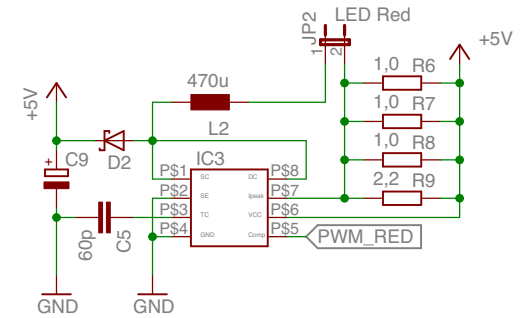 LED Red
JP2
1
2
+5V
1,0 R6
470u
1,0 R7
+5V
L2
1,0 R8
C9
D2
IC3
2,2 R9
+
P$1 SC DC P$8
P$2 SE Ipeak P$7
P$3 TC VCC P$6
P$4 GND Comp P$5
60p
C5
PWM_RED
GND
GND